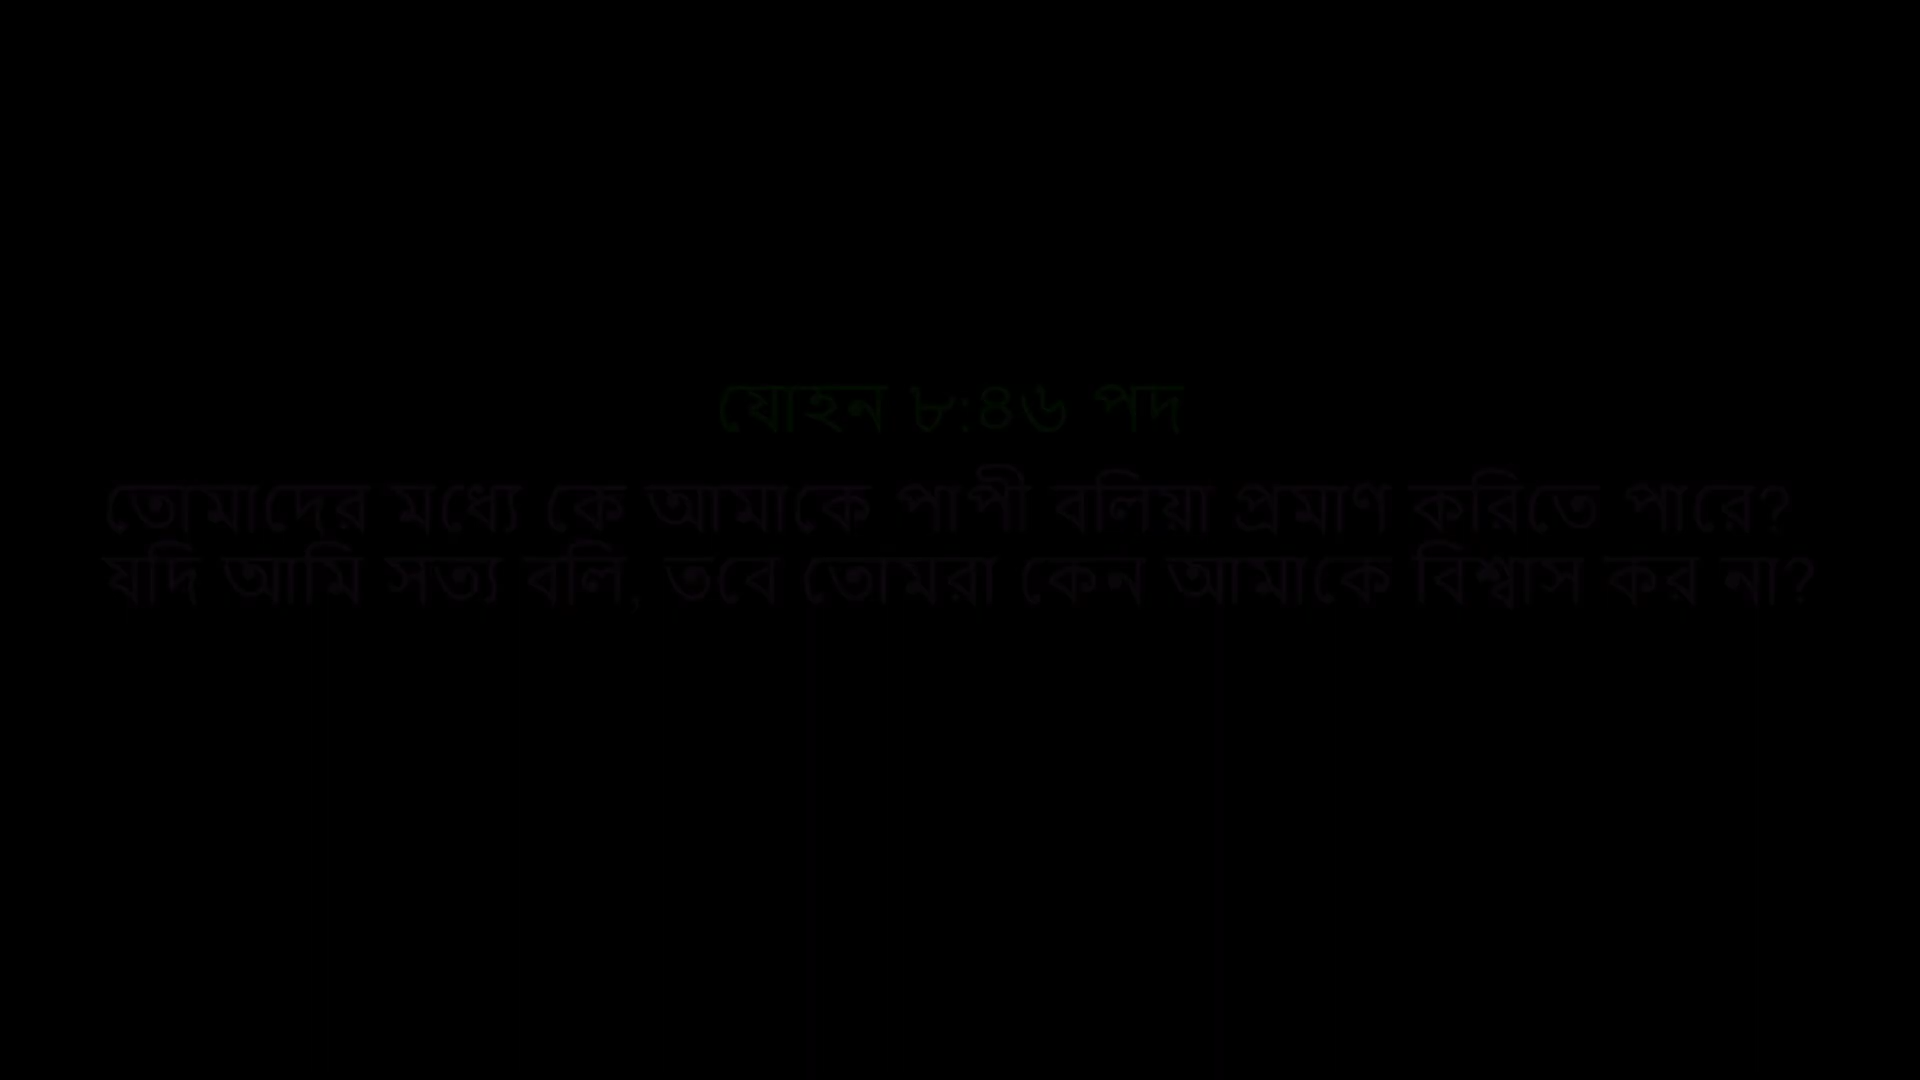 যোহন ৮:৪৬ পদ
তোমাদের মধ্যে কে আমাকে পাপী বলিয়া প্রমাণ করিতে পারে?
যদি আমি সত্য বলি, তবে তোমরা কেন আমাকে বিশ্বাস কর না?